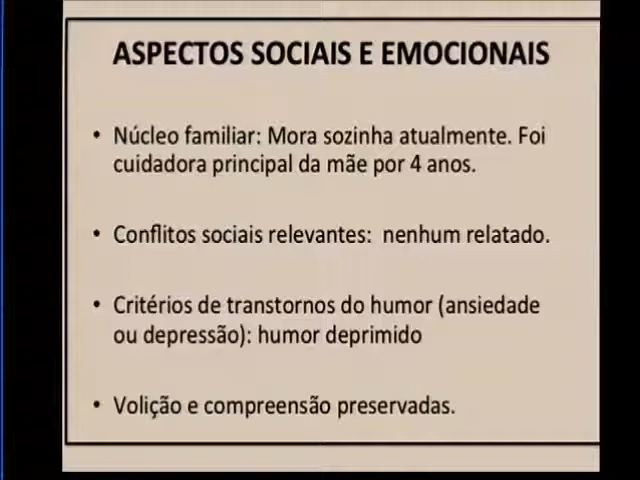 ASPECTOS SOCIAIS E EMOCIONAIS
• Núcleo familiar: Mora sozinha atualmente. Foi
cuidadora principal da mãe por 4 anos.
• Conflitos sociais relevantes: nenhum relatado.
• Critérios de transtornos do humor (ansiedade
ou depressão): humor deprimido
• Volição e compreensão preservadas.